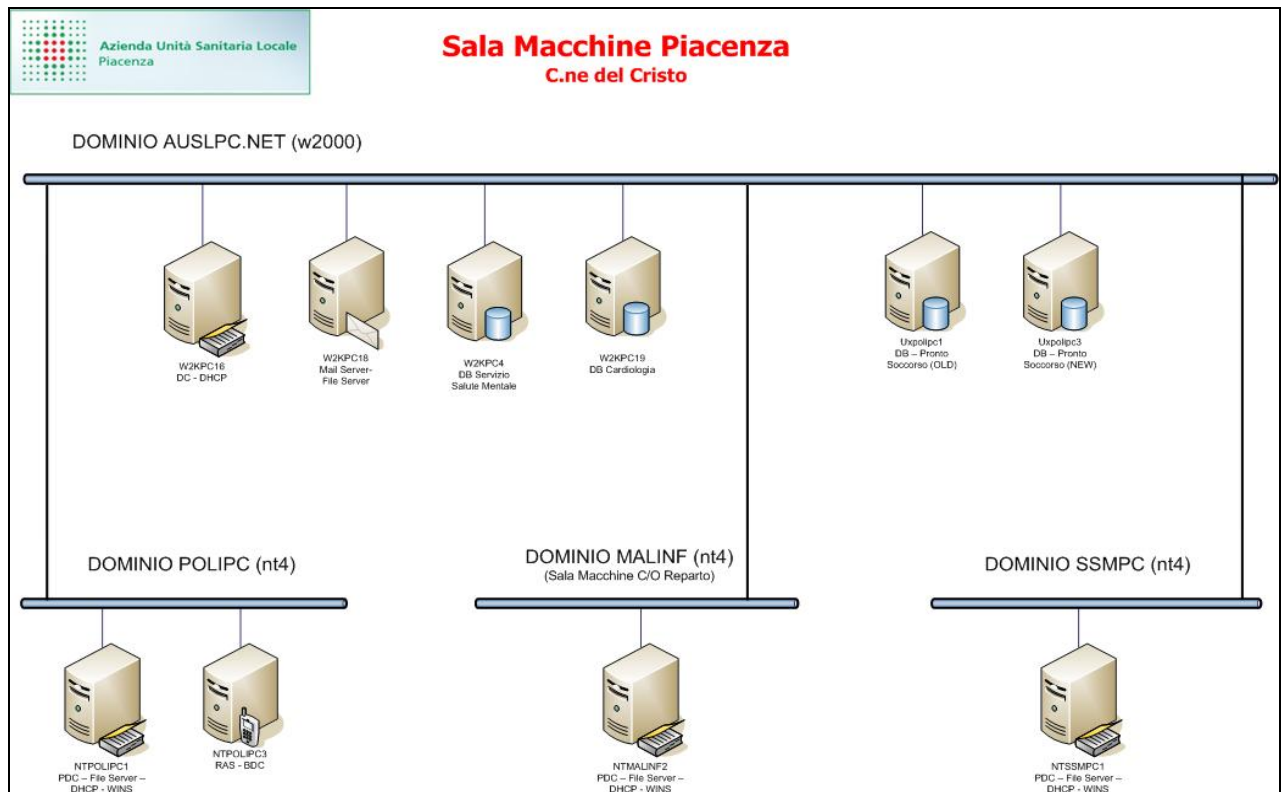 Azienda Unità Sanitaria Locale
Piacenza
Sala Macchine Piacenza
C.ne del Cristo
DOMINIO AUSLPC.NET (w2000)
W2KPC16
DC - DHCP
W2KPC18
Mail Server-
File Server
W2KPC4
DB Servizio
Salute Mentale
W2KPC19
DB Cardiologia
Uxpolipc1
DB – Pronto
Soccorso (OLD)
Uxpolipc3
DB – Pronto
Soccorso (NEW)
DOMINIO POLIPC (nt4)
DOMINIO MALINF (nt4)
(Sala Macchine C/O Reparto)
DOMINIO SSMPC (nt4)
NTPOLIPC1
PDC – File Server –
DHCP - WINS
NTPOLIPC3
RAS - BDC
NTMALINF2
PDC – File Server –
DHCP - WINS
NTSSMPC1
PDC – File Server –
DHCP - WINS